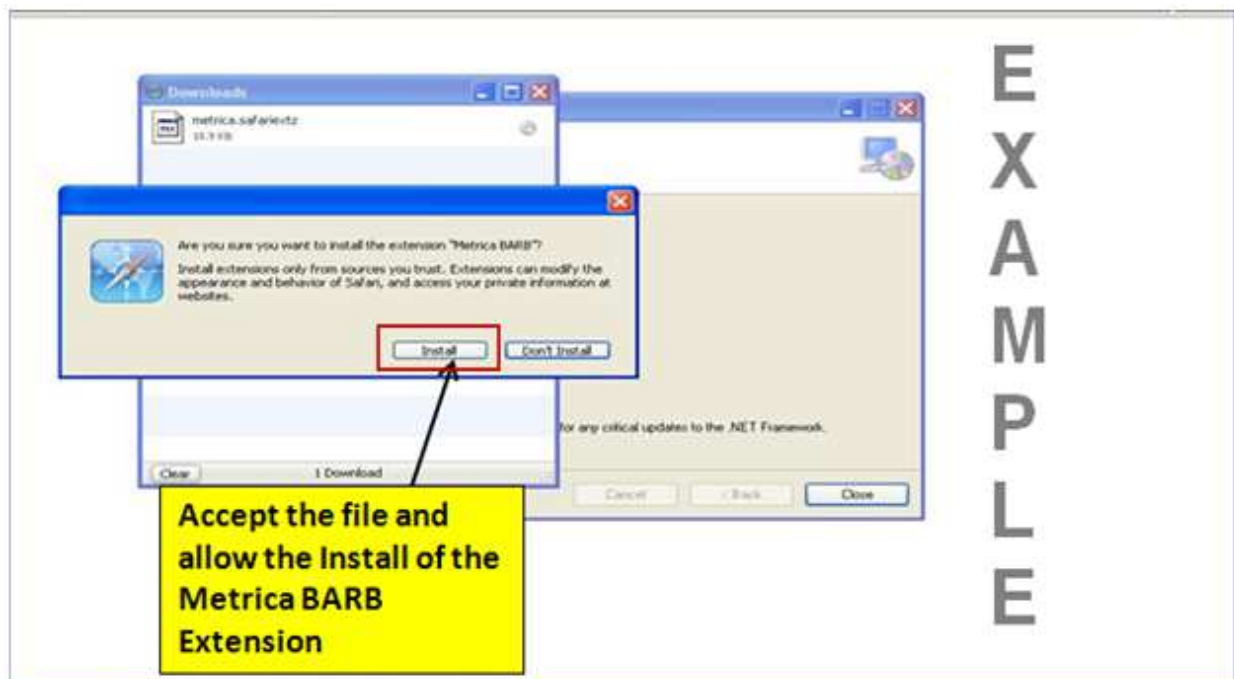 Downloads
metrica.safariextz
Are you sure you want to install the extension "Metrica BARB"?
Install extensions only from sources you trust. Extensions can modify the
appearance and behavior of Safari, and access your private information at
websites.
Install
Don't Install
for any critical updates to the .NET Framework.
Clear
1 Download
Cancel
< Back
Close
Accept the file and
allow the Install of the
Metrica BARB
Extension
E
X
A
M
P
L
E